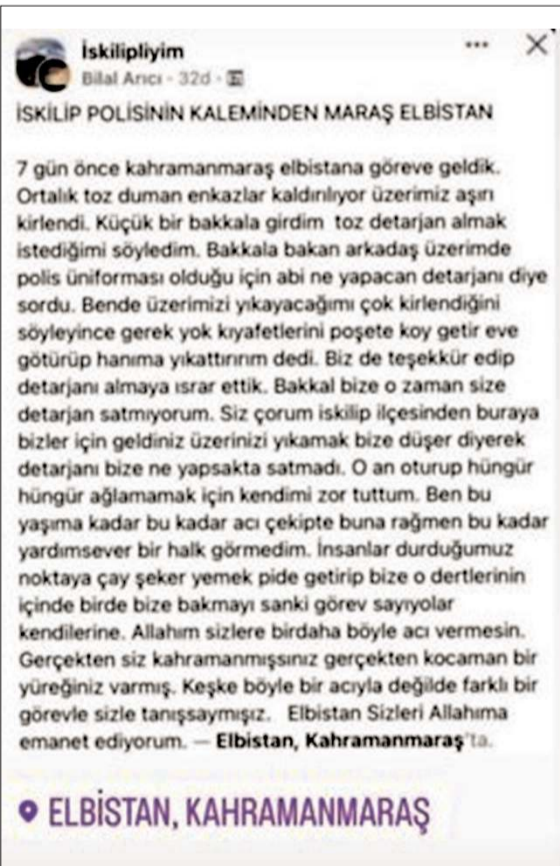 İskilipliyim
Bilal Arıcı · 32d ·
İSKİLİP POLİSİNİN KALEMİNDEN MARAŞ ELBİSTAN
7 gün önce kahramanmaraş elbistana göreve geldik.
Ortalık toz duman enkazlar kaldırılıyor üzerimiz aşırı
kirlendi. Küçük bir bakkala girdim toz detarjan almak
istediğimi söyledim. Bakkala bakan arkadaş üzerimde
polis üniforması olduğu için abi ne yapacan detarjanı diye
sordu. Bende üzerimizi yıkayacağımı çok kirlendiğini
söyleyince gerek yok kıyafetlerini poşete koy getir eve
götürüp hanıma yıkattırırım dedi. Biz de teşekkür edip
detarjanı almaya ısrar ettik. Bakkal bize o zaman size
detarjan satmıyorum. Siz çorum iskilip ilçesinden buraya
bizler için geldiniz üzerinizi yıkamak bize düşer diyerek
detarjanı bize ne yapsakta satmadı. O an oturup hüngür
hüngür ağlamamak için kendimi zor tuttum. Ben bu
yaşıma kadar bu kadar acı çekipte buna rağmen bu kadar
yardımsever bir halk görmedim. İnsanlar durduğumuz
noktaya çay şeker yemek pide getirip bize o dertlerinin
içinde birde bize bakmayı sanki görev sayıyolar
kendilerine. Allahım sizlere birdaha böyle acı vermesin.
Gerçekten siz kahramanmışsınız gerçekten kocaman bir
yüreğiniz varmış. Keşke böyle bir acıyla değilde farklı bir
görevle sizle tanışsaymışız. Elbistan Sizleri Allahıma
emanet ediyorum. — Elbistan, Kahramanmaraş'ta.
ELBİSTAN, KAHRAMANMARAŞ